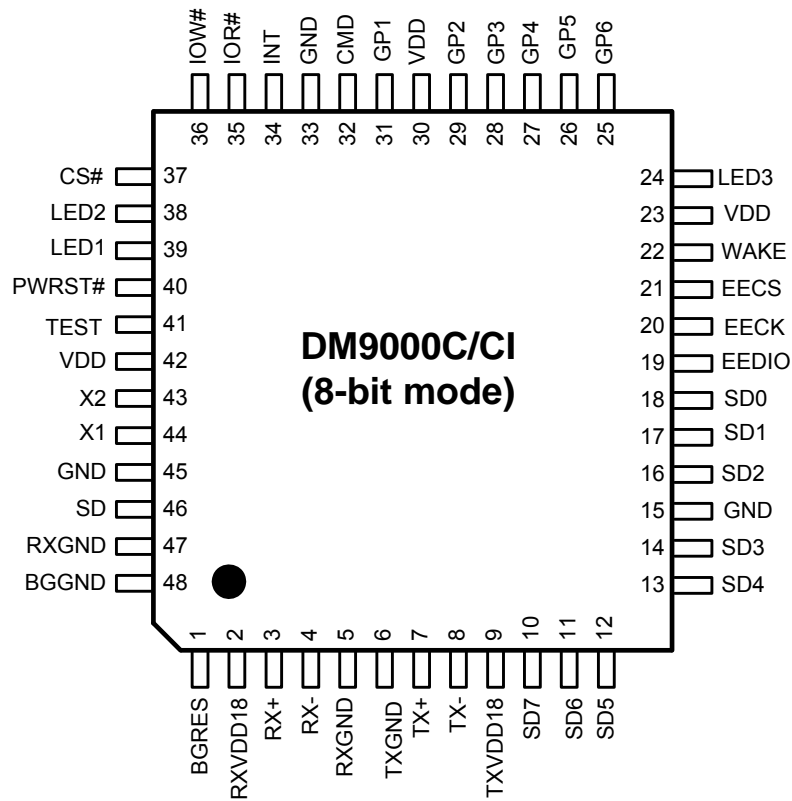 IOW# IOR# INT GND CMD GP1 VDD GP2 GP3 GP4 GP5 GP6
36 35 34 33 32 31 30 29 28 27 26 25
CS# 37 24 LED3
LED2 38 23 VDD
LED1 39 22 WAKE
PWRST# 40 21 EECS
TEST 41 20 EECK
VDD 42 19 EEDIO
X2 43 18 SD0
X1 44 17 SD1
GND 45 16 SD2
SD 46 15 GND
RXGND 47 14 SD3
BGGND 48 13 SD4
DM9000C/CI
(8-bit mode)
1 2 3 4 5 6 7 8 9 10 11 12
BGRES RXVDD18 RX+ RX- RXGND TXGND TX+ TX- TXVDD18 SD7 SD6 SD5